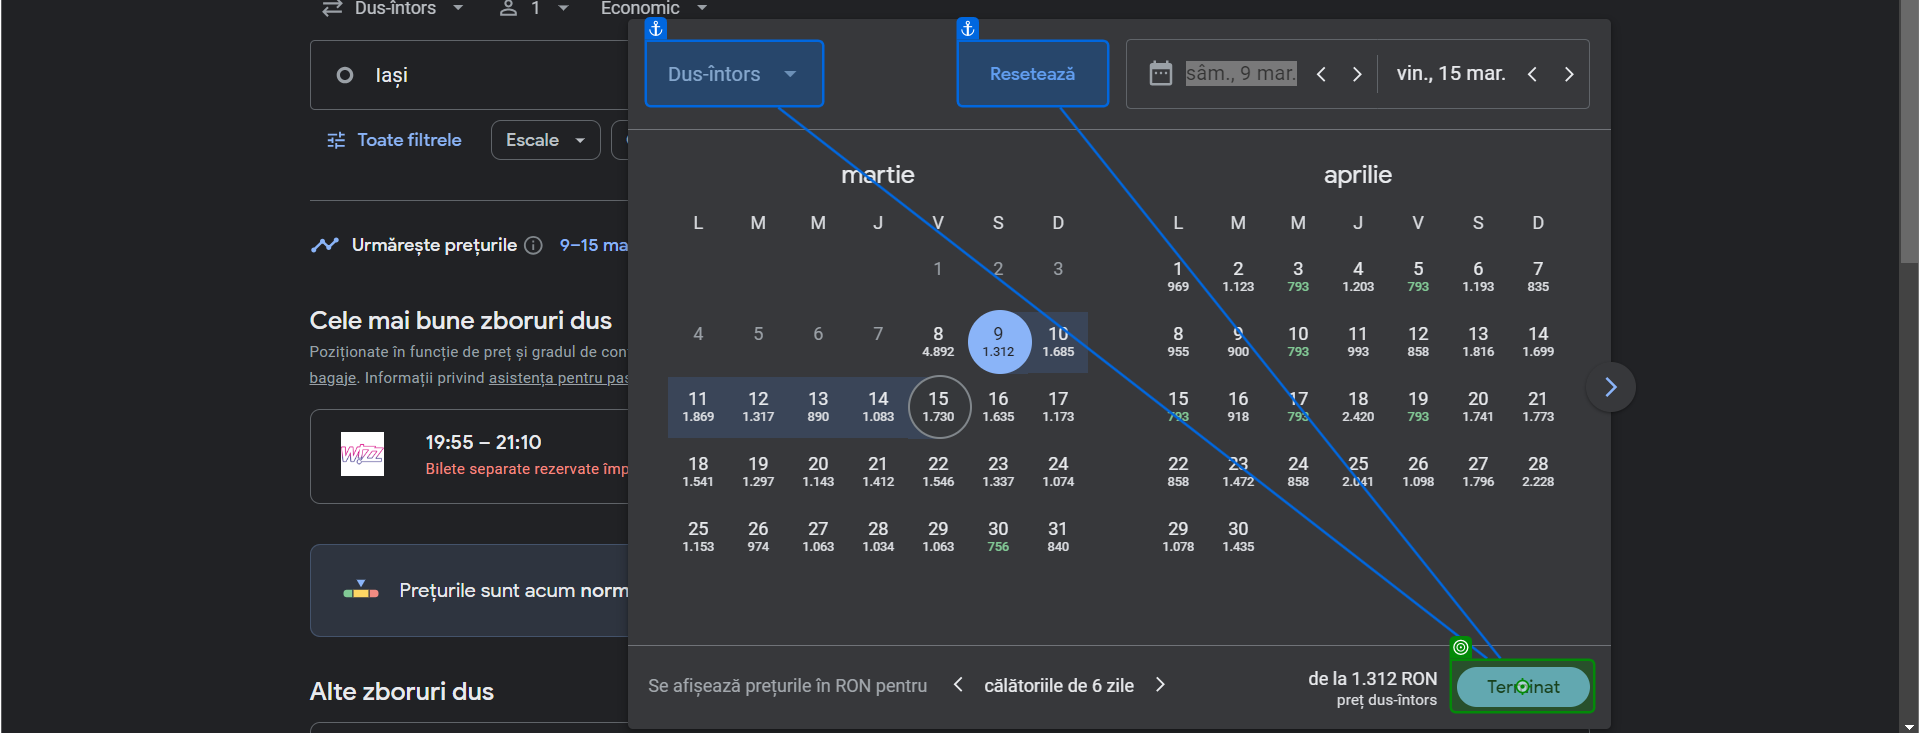 Dus-întors 1 Economic
Iași
Toate filtrele Escale
Urmărește prețurile 9–15 ma
Cele mai bune zboruri dus
Poziționate în funcție de preț și gradul de con
bagaje. Informații privind asistența pentru pas
WIZZ
19:55 – 21:10
Bilete separate rezervate împ
Prețurile sunt acum norm
Alte zboruri dus
Dus-întors Resetează sâm., 9 mar. vin., 15 mar.
martie
L M M J V S D
1 2 3
4 5 6 7 8 9 10
4.892 1.312 1.685
11 12 13 14 15 16 17
1.869 1.317 890 1.083 1.730 1.635 1.173
18 19 20 21 22 23 24
1.541 1.297 1.143 1.412 1.546 1.337 1.074
25 26 27 28 29 30 31
1.153 974 1.063 1.034 1.063 756 840
aprilie
L M M J V S D
1 2 3 4 5 6 7
969 1.123 793 1.203 793 1.193 835
8 9 10 11 12 13 14
955 900 793 993 858 1.816 1.699
15 16 17 18 19 20 21
793 918 793 2.420 793 1.741 1.773
22 23 24 25 26 27 28
858 1.472 858 2.041 1.098 1.796 2.228
29 30
1.078 1.435
Se afișează prețurile în RON pentru călătoriile de 6 zile
de la 1.312 RON
preț dus-întors
Terminat